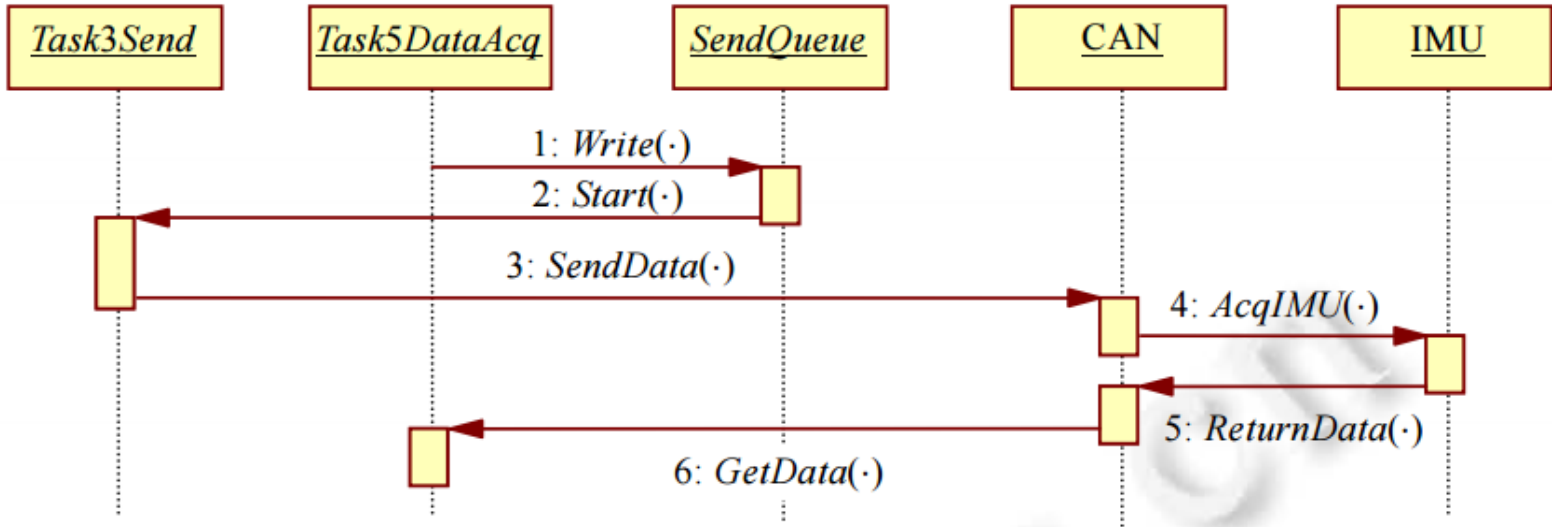 Task3Send
Task5DataAcq
SendQueue
CAN
IMU
1: Write(·)
2: Start(·)
3: SendData(·)
4: AcqIMU(·)
5: ReturnData(·)
6: GetData(·)